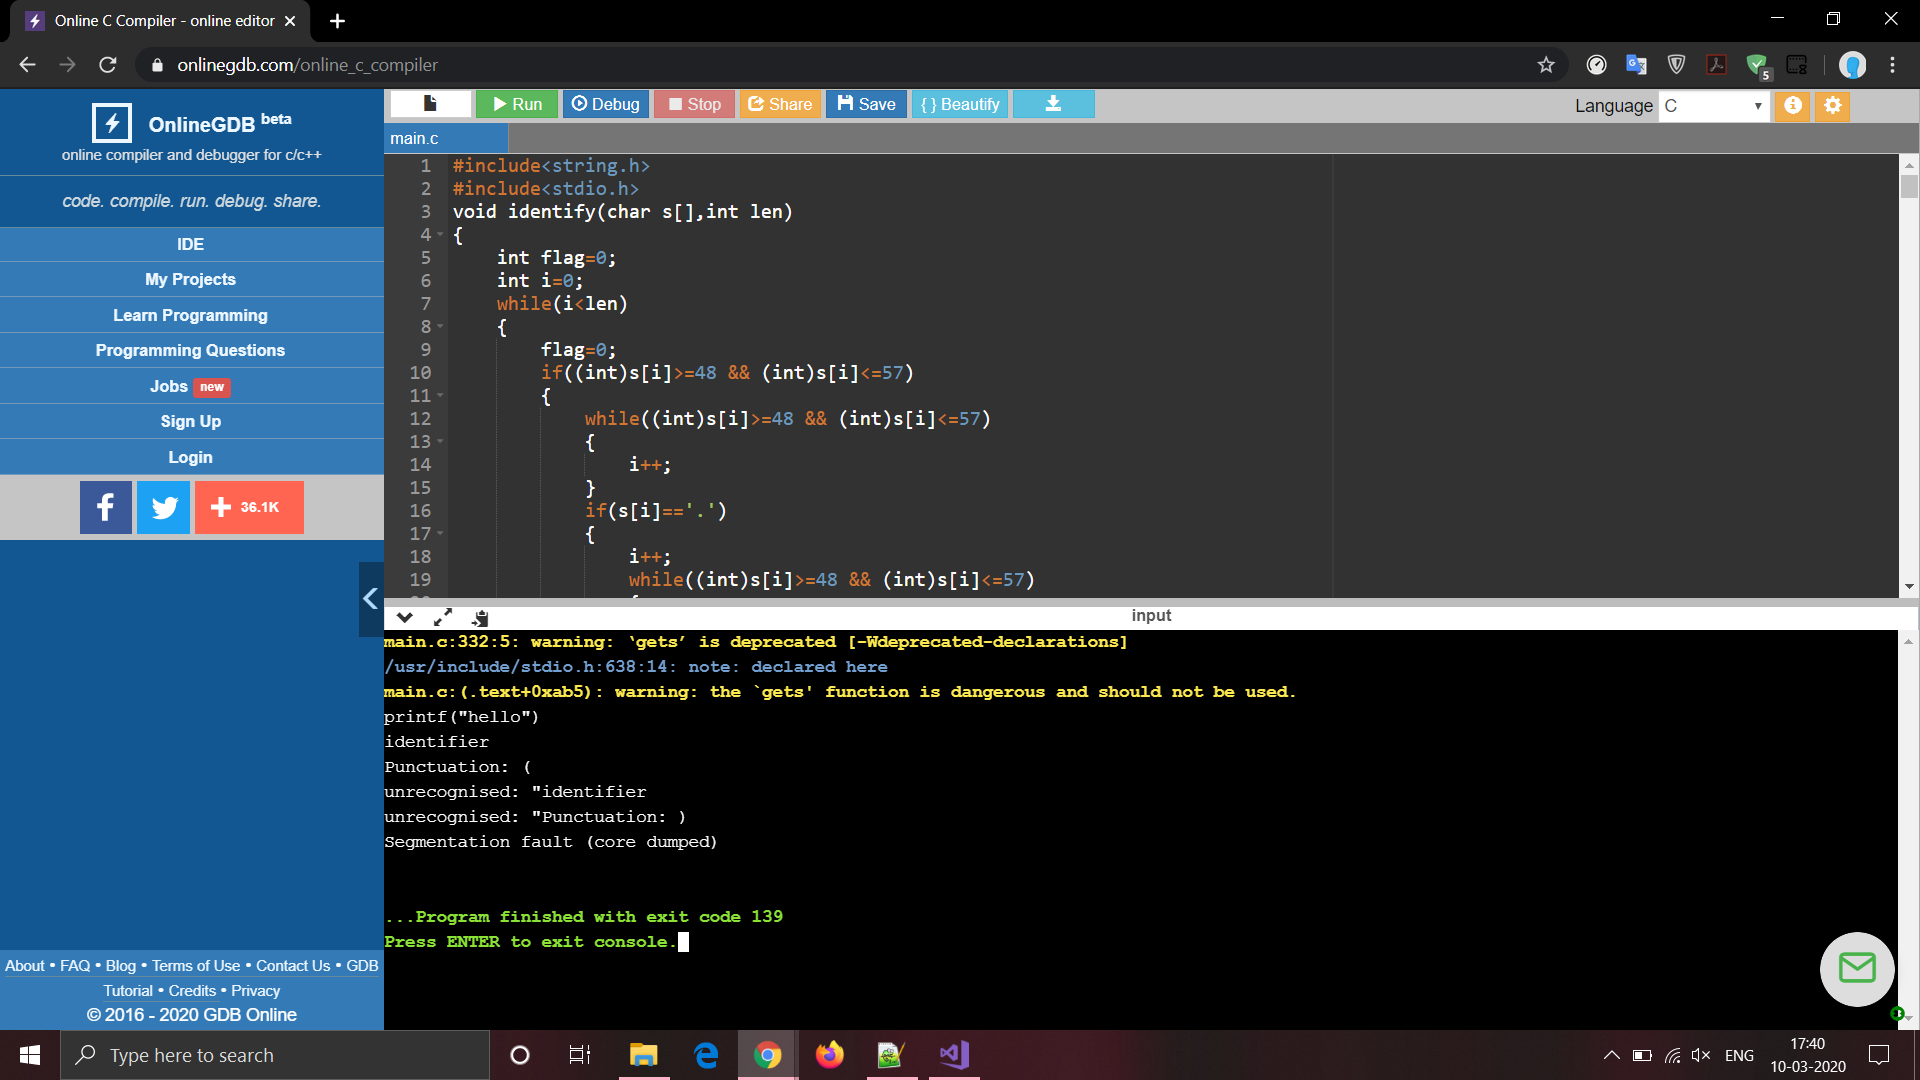 Online C Compiler - online editor
onlinegdb.com/online_c_compiler
5
OnlineGDB beta
online compiler and debugger for c/c++
code. compile. run. debug. share.
IDE
My Projects
Learn Programming
Programming Questions
Jobs new
Sign Up
Login
36.1K
About • FAQ • Blog • Terms of Use • Contact Us • GDB
Tutorial • Credits • Privacy
© 2016 - 2020 GDB Online
Run Debug Stop Share Save { } Beautify
Language C
main.c
1 #include<string.h>
2 #include<stdio.h>
3 void identify(char s[],int len)
4 {
5 int flag=0;
6 int i=0;
7 while(i<len)
8 {
9 flag=0;
10 if((int)s[i]>=48 && (int)s[i]<=57)
11 {
12 while((int)s[i]>=48 && (int)s[i]<=57)
13 {
14 i++;
15 }
16 if(s[i]=='.')
17 {
18 i++;
19 while((int)s[i]>=48 && (int)s[i]<=57)
input
main.c:332:5: warning: ‘gets’ is deprecated [-Wdeprecated-declarations]
/usr/include/stdio.h:638:14: note: declared here
main.c:(.text+0xab5): warning: the `gets' function is dangerous and should not be used.
printf("hello")
identifier
Punctuation: (
unrecognised: "identifier
unrecognised: "Punctuation: )
Segmentation fault (core dumped)
...Program finished with exit code 139
Press ENTER to exit console.
Type here to search
ENG
17:40
10-03-2020